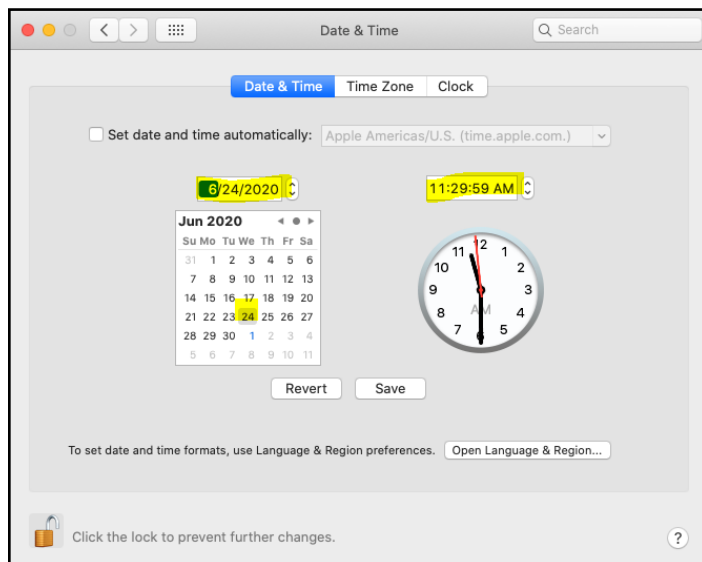 Date & Time
Search
Date & Time Time Zone Clock
Set date and time automatically: Apple Americas/U.S. (time.apple.com.)
6/24/2020
11:29:59 AM
Jun 2020
Su Mo Tu We Th Fr Sa
31 1 2 3 4 5 6
7 8 9 10 11 12 13
14 15 16 17 18 19 20
21 22 23 24 25 26 27
28 29 30 1 2 3 4
5 6 7 8 9 10 11
12
1
2
3
4
5
6
7
8
9
10
11
AM
Revert Save
To set date and time formats, use Language & Region preferences. Open Language & Region...
Click the lock to prevent further changes. ?